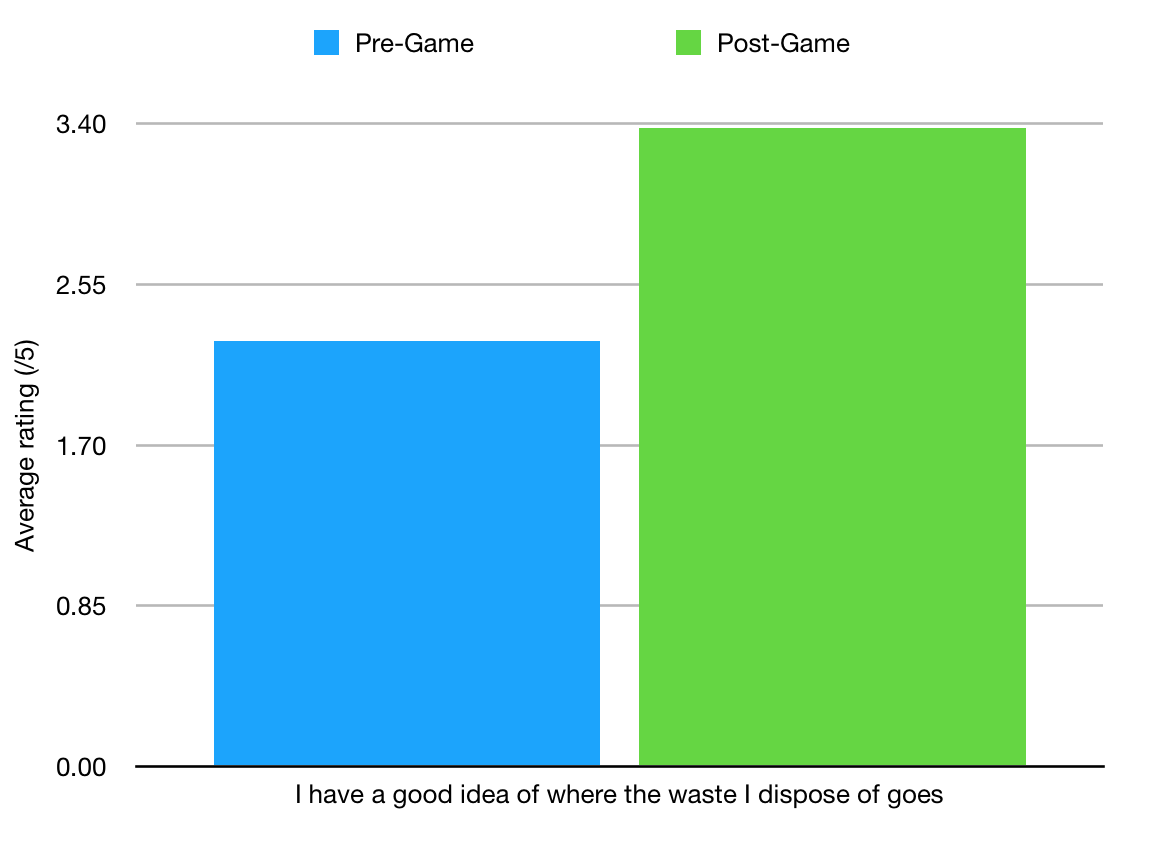 Pre-Game
Post-Game
3.40
2.55
1.70
0.85
0.00
Average rating (/5)
I have a good idea of where the waste I dispose of goes